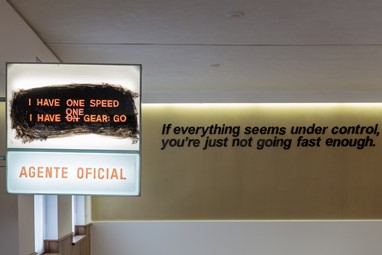 I HAVE ONE SPEED
ONE
I HAVE ON GEAR: GO
AGENTE OFICIAL
If everything seems under control,
you're just not going fast enough.